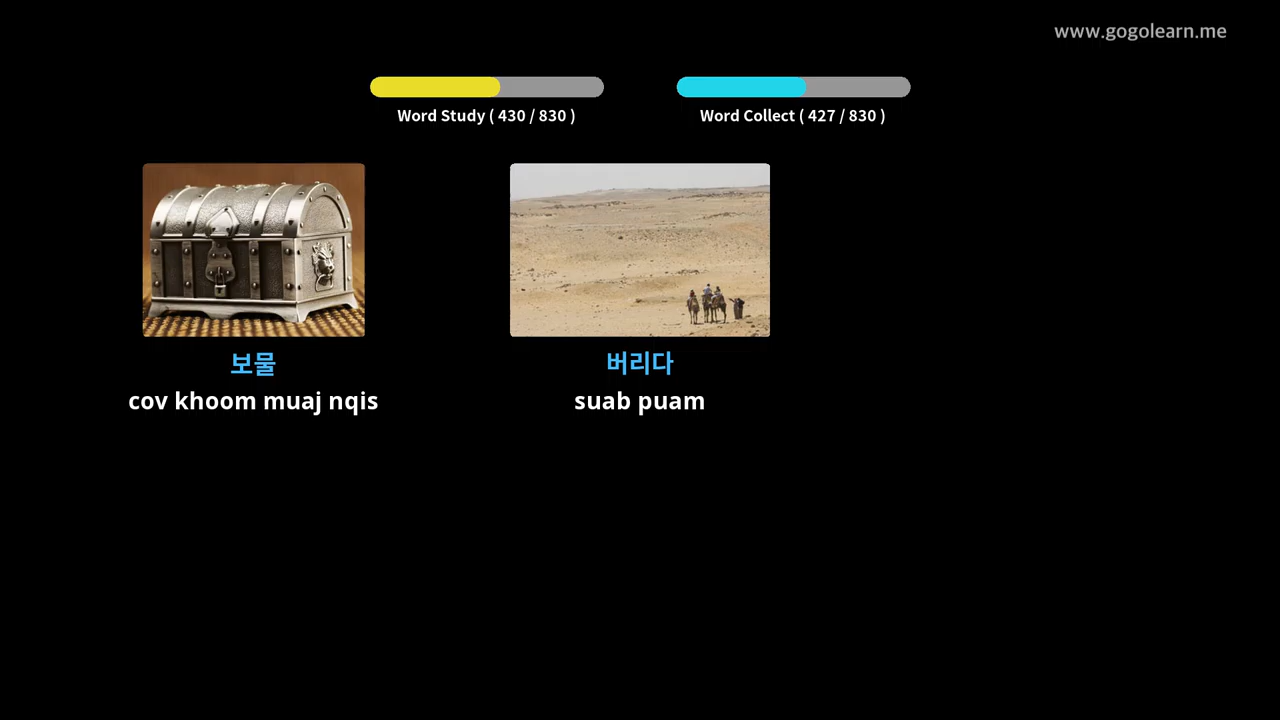 www.gogolearn.me
Word Study ( 430 / 830 )
Word Collect ( 427 / 830 )
보물
cov khoom muaj nqis
버리다
suab puam